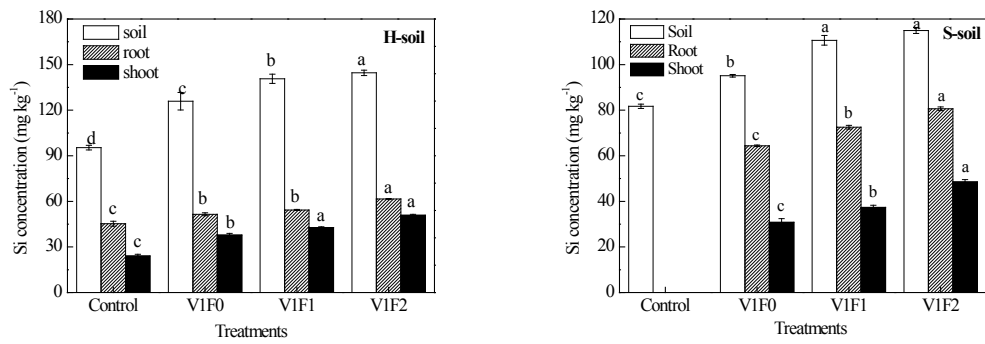 180
150
120
90
60
30
0
Si concentration (mg kg⁻¹)
soil
root
shoot
H-soil
d
c
c
c
b
b
b
b
a
a
a
a
Control
V1F0
V1F1
V1F2
Treatments
120
100
80
60
40
20
0
Si concentration (mg kg⁻¹)
Soil
Root
Shoot
S-soil
c
b
c
c
a
b
b
a
a
a
Control
V1F0
V1F1
V1F2
Treatments